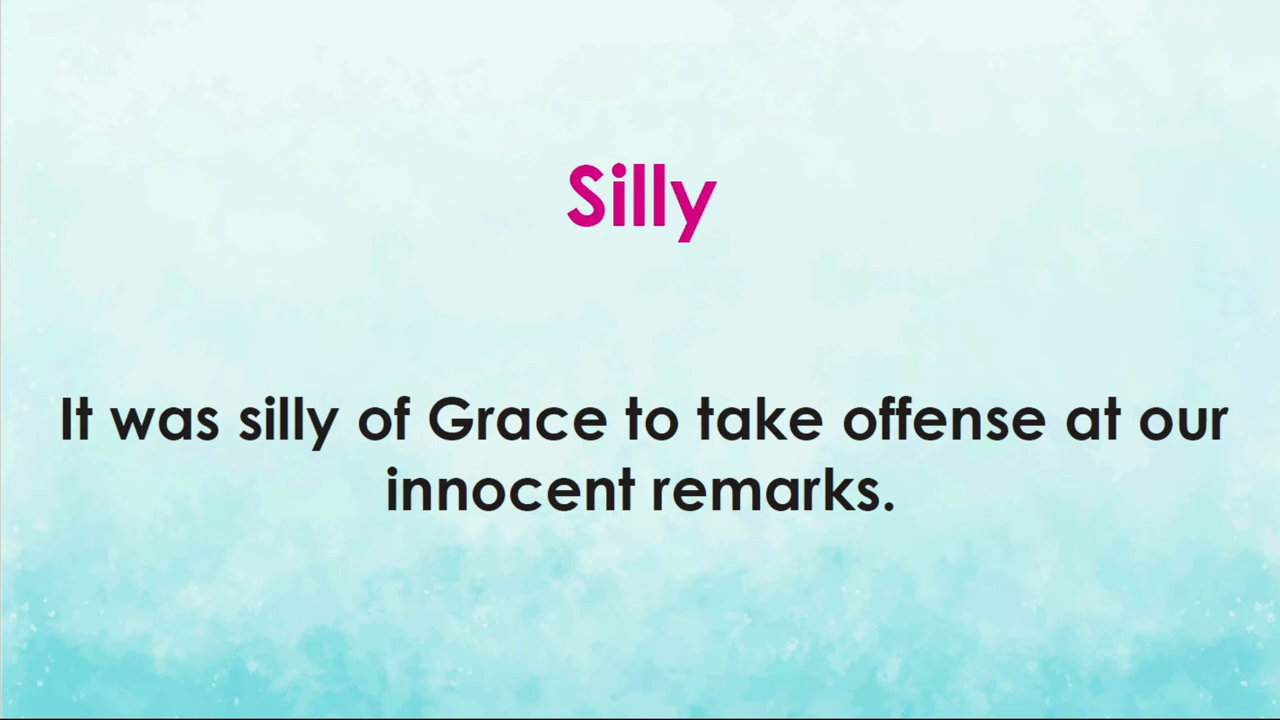 Silly
It was silly of Grace to take offense at our
innocent remarks.